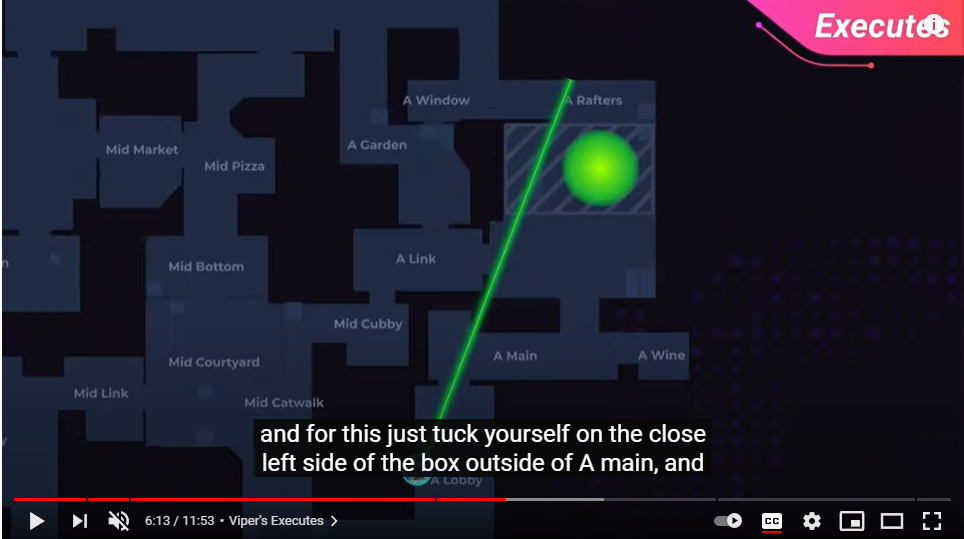 Executes
A Window
A Rafters
Mid Market
A Garden
Mid Pizza
A Link
Mid Bottom
Mid Cubby
A Main
A Wine
Mid Courtyard
Mid Link
Mid Catwalk
and for this just tuck yourself on the close
left side of the box outside of A main, and
A Lobby
6:13 / 11:53 • Viper's Executes
CC